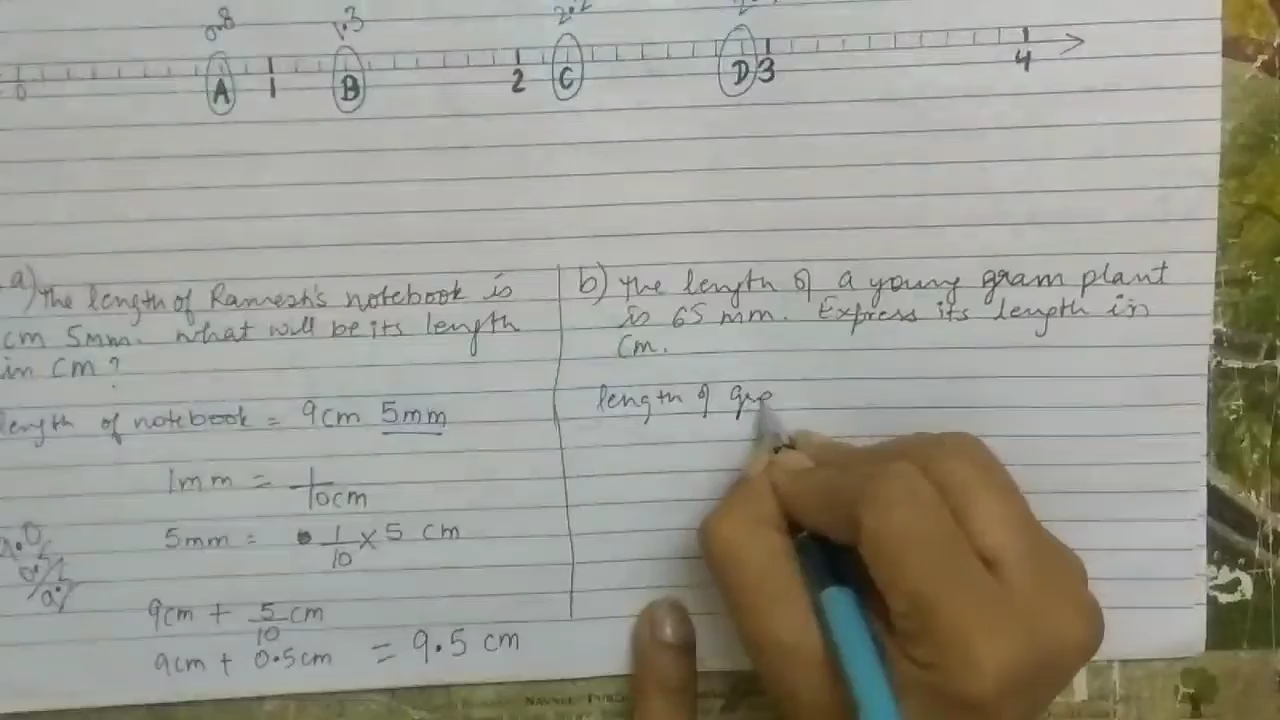 0.8 1.3 2.2
0 A 1 B 2 C D 3 4
a) The length of Ramesh's notebook is
cm 5mm. What will be its length
in cm?
length of notebook = 9cm 5mm
1mm = 1/10cm
5mm = 1/10 x 5 cm
9cm + 5/10 cm
9cm + 0.5cm = 9.5 cm
b) The length of a young gram plant
is 65 mm. Express its length in
cm.
length of gra